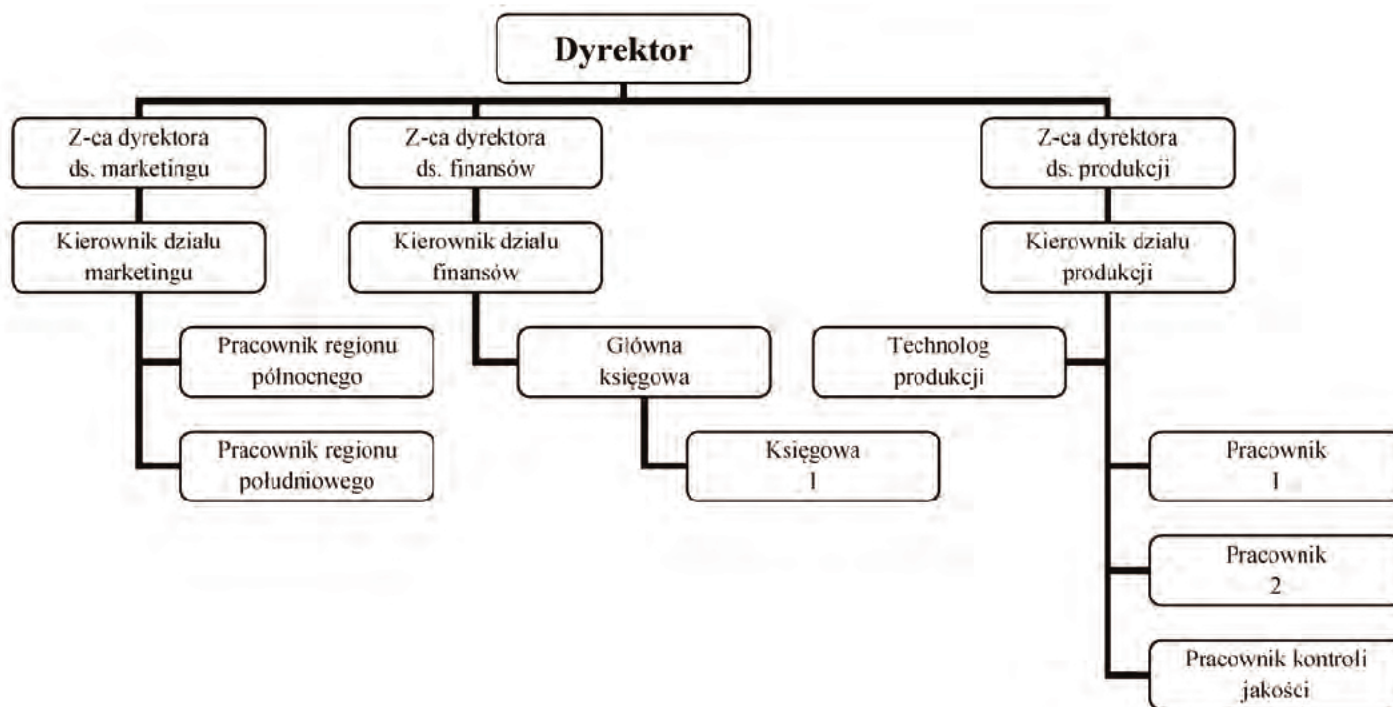 Dyrektor
Z-ca dyrektora
ds. marketingu
Z-ca dyrektora
ds. finansów
Z-ca dyrektora
ds. produkcji
Kierownik działu
marketingu
Kierownik działu
finansów
Kierownik działu
produkcji
Pracownik regionu
północnego
Główna
księgowa
Technolog
produkcji
Pracownik regionu
południowego
Księgowa
1
Pracownik
1
Pracownik
2
Pracownik kontroli
jakości